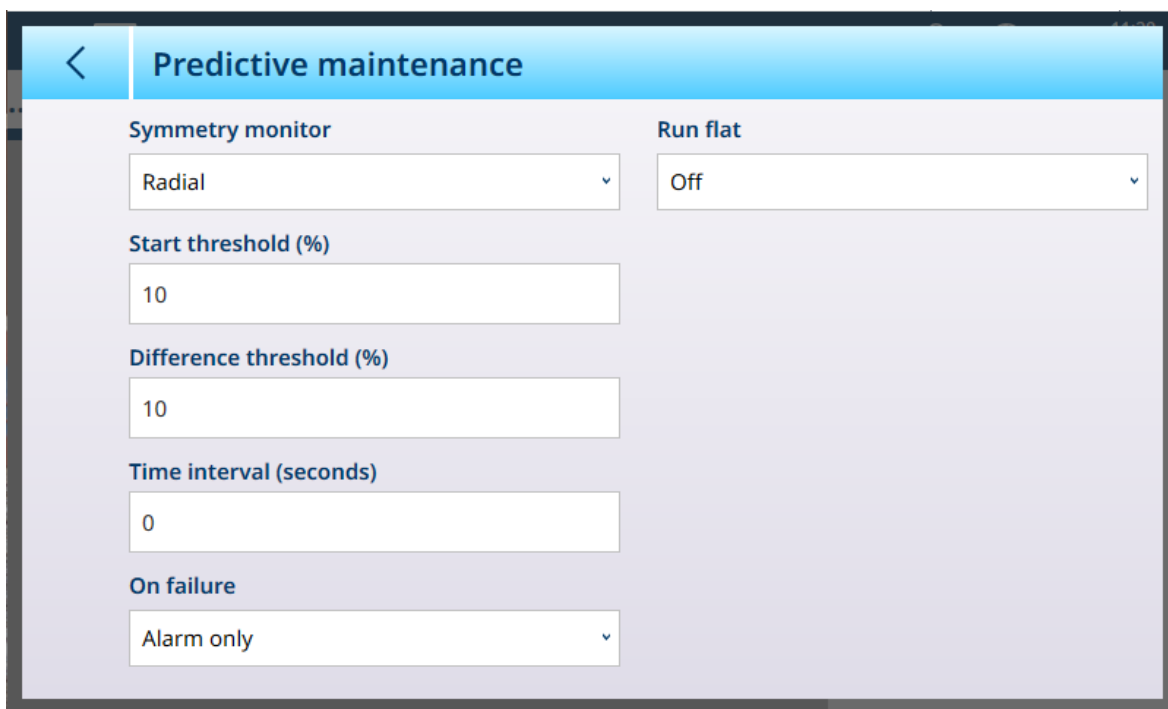 Predictive maintenance
Symmetry monitor
Radial
Start threshold (%)
10
Difference threshold (%)
10
Time interval (seconds)
0
On failure
Alarm only
Run flat
Off